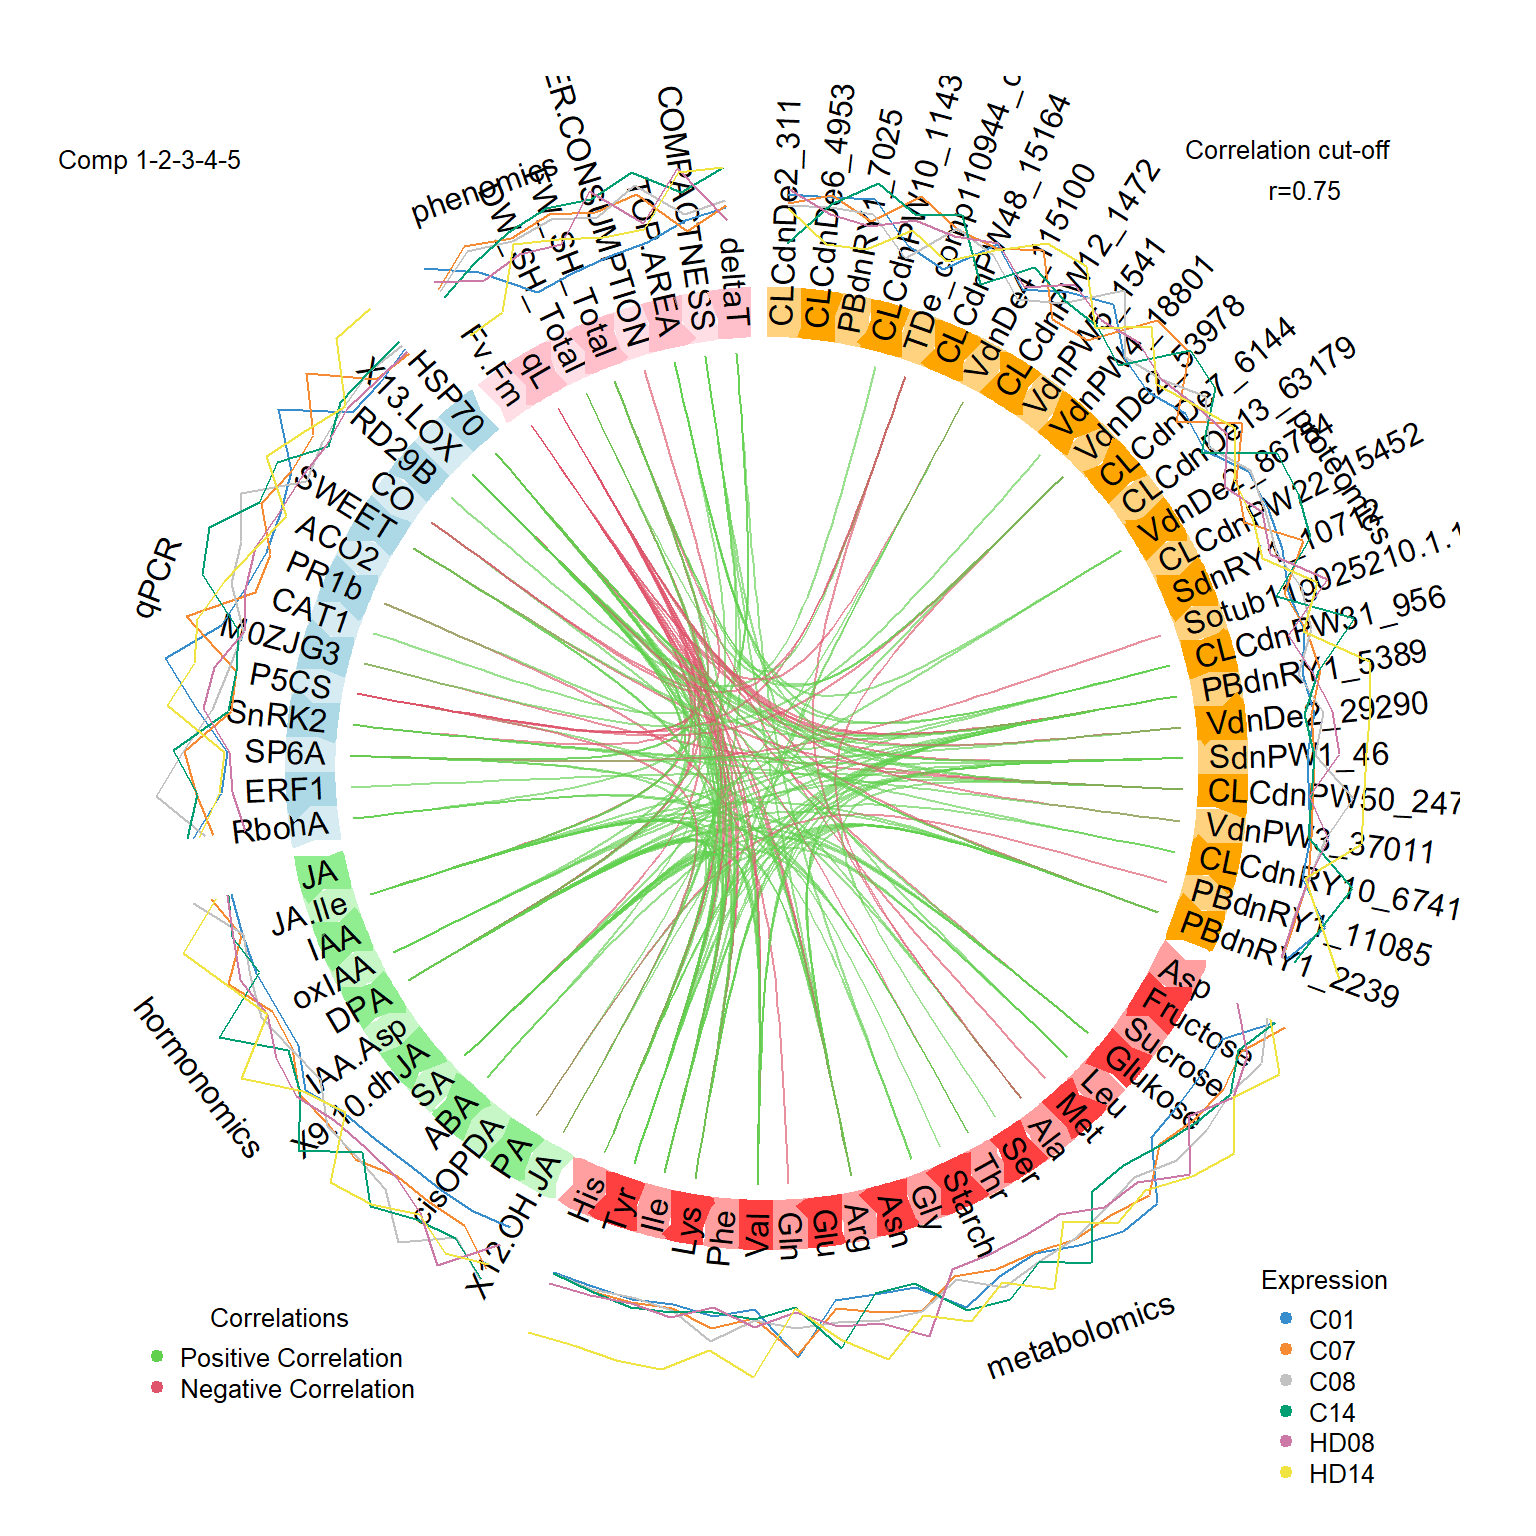 Comp 1-2-3-4-5
Correlation cut-off
r=0.75
phenomics
Fv.Fm
qL
DW_SH_Total
FW_SH_Total
ER.CONSUMPTION
TOP.AREA
COMPACTNESS
deltaT
CLCdnDe2_311
CLCdnDe6_4953
PBdnRY1_7025
CLCdnPW10_1143
TDe_comp110944_c
CLCdnPW48_15164
VdnDe4_115100
CLCdnPW12_1472
VdnPW5_1541
VdnPW4_18801
CLCdnDe7_6144
CLCdnDe13_63179
proteomics
CLCdnPW22_15452
SdnRY1_10712
CLCdnPW31_956
PBdnRY1_5389
VdnDe2_29290
SdnPW1_46
CLCdnPW50_247
VdnPW3_37011
CLCdnRY10_6741
PBdnRY1_11085
PBdnRY1_2239
Asp
Fructose
Sucrose
Glukose
Leu
Met
Ala
Ser
Thr
Starch
Gly
Asn
Arg
Glu
Gln
Val
Phe
Lys
Ile
Tyr
His
metabolomics
X12.OH.JA
PA
cisOPDA
ABA
SA
X9.10.dhJA
IAA.Asp
DPA
oxIAA
IAA
JA.Ile
JA
hormonomics
RbohA
ERF1
SP6A
SnRK2
P5CS
M0ZJG3
CAT1
PR1b
ACO2
SWEET
CO
RD29B
X13.LOX
HSP70
qPCR
Correlations
Positive Correlation
Negative Correlation
Expression
C01
C07
C08
C14
HD08
HD14